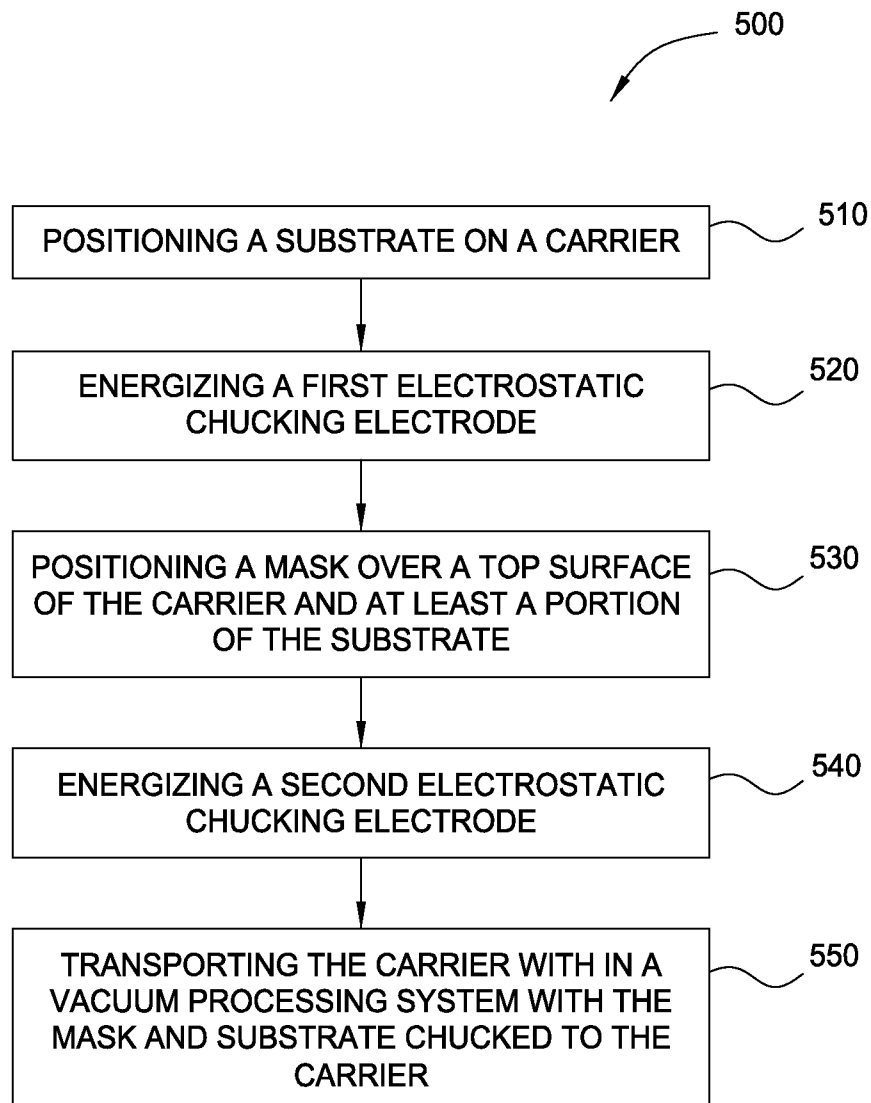 500
POSITIONING A SUBSTRATE ON A CARRIER
510
ENERGIZING A FIRST ELECTROSTATIC
CHUCKING ELECTRODE
520
POSITIONING A MASK OVER A TOP SURFACE
OF THE CARRIER AND AT LEAST A PORTION
OF THE SUBSTRATE
530
ENERGIZING A SECOND ELECTROSTATIC
CHUCKING ELECTRODE
540
TRANSPORTING THE CARRIER WITH IN A
VACUUM PROCESSING SYSTEM WITH THE
MASK AND SUBSTRATE CHUCKED TO THE
CARRIER
550